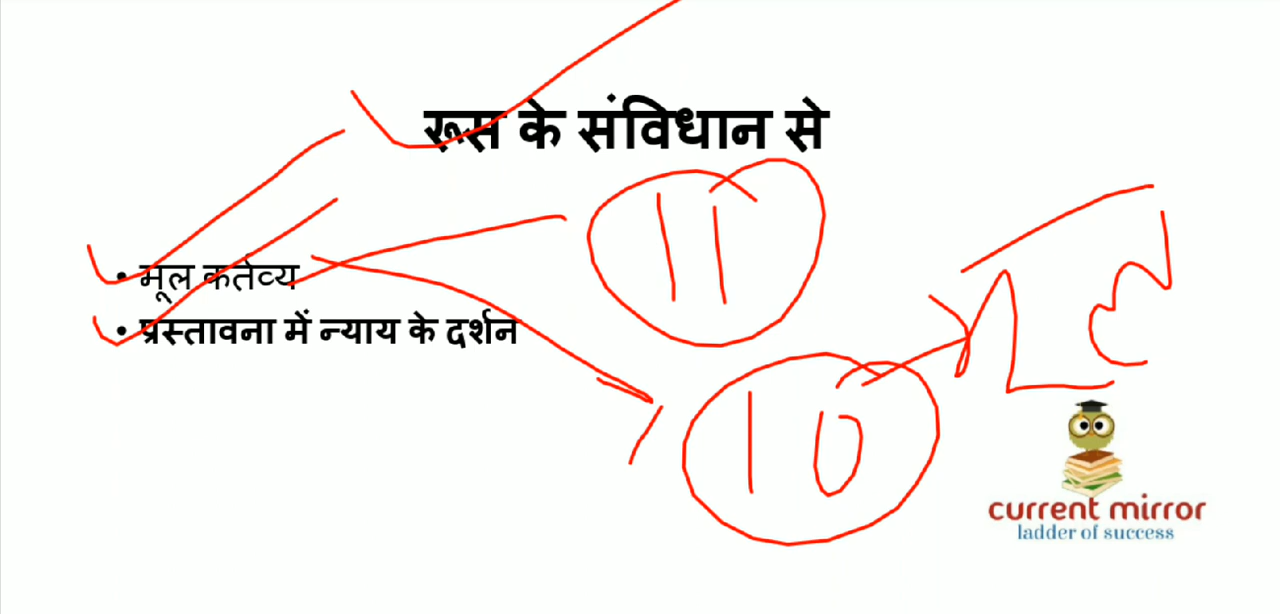 रूस के संविधान से
11
• मूल कर्तव्य
• प्रस्तावना में न्याय के दर्शन
10
current mirror
ladder of success